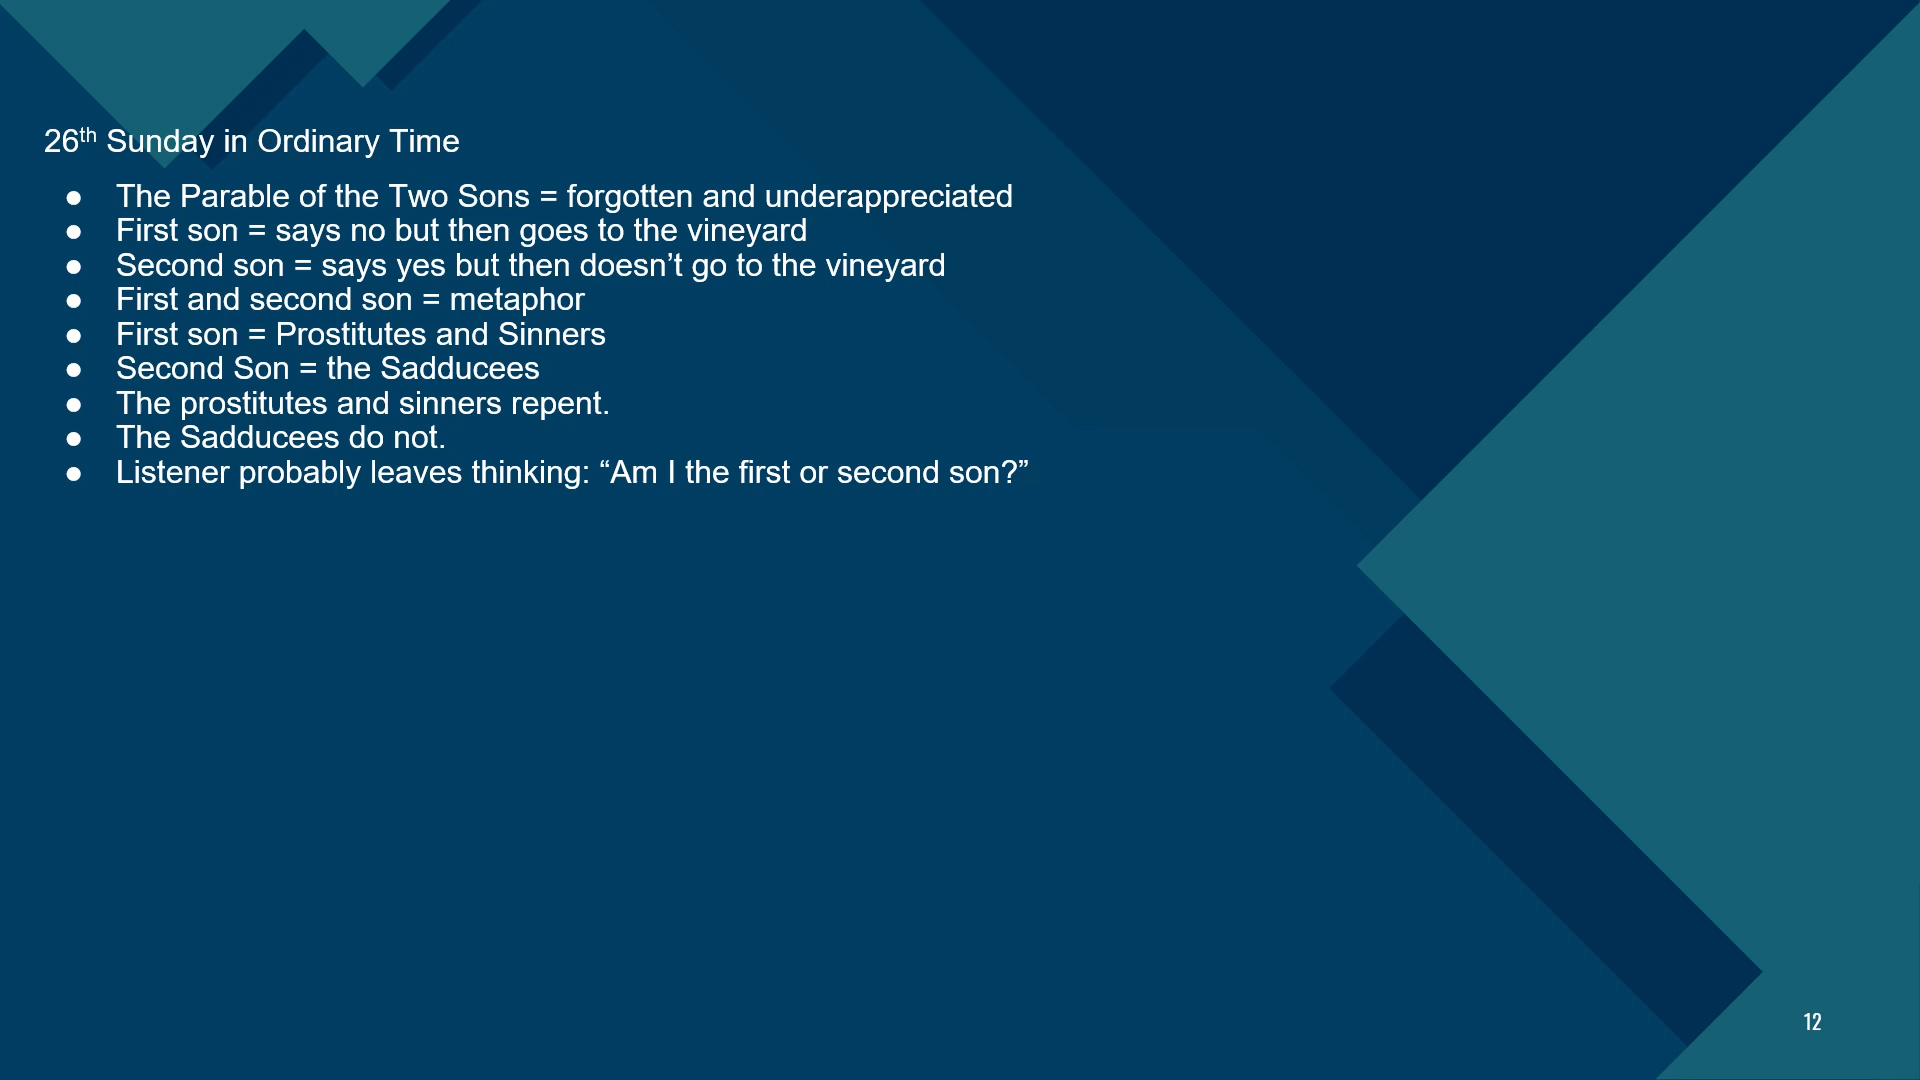 26th Sunday in Ordinary Time
● The Parable of the Two Sons = forgotten and underappreciated
● First son = says no but then goes to the vineyard
● Second son = says yes but then doesn’t go to the vineyard
● First and second son = metaphor
● First son = Prostitutes and Sinners
● Second Son = the Sadducees
● The prostitutes and sinners repent.
● The Sadducees do not.
● Listener probably leaves thinking: “Am I the first or second son?”
12